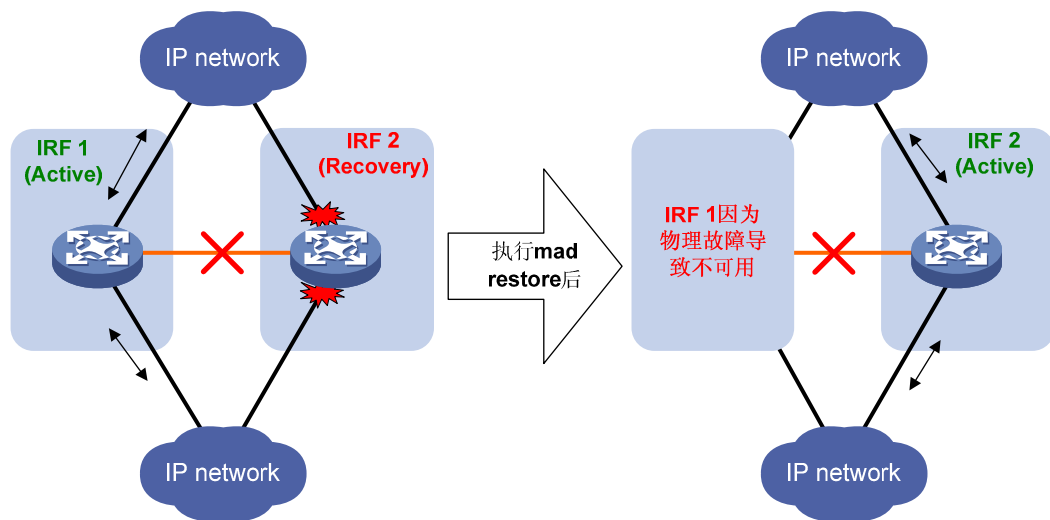 IP network
IRF 1
(Active)
IRF 2
(Recovery)
IP network
执行mad
restore后
IP network
IRF 2
(Active)
IRF 1因为
物理故障导
致不可用
IP network